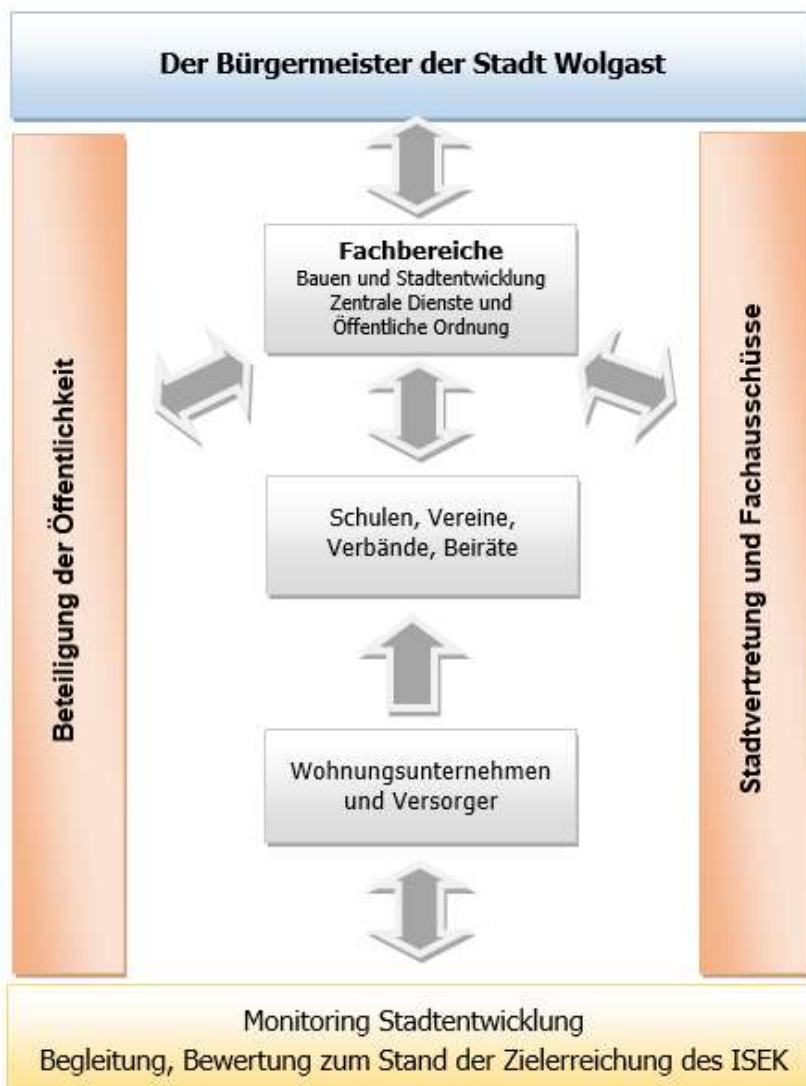 Der Bürgermeister der Stadt Wolgast
Fachbereiche
Bauen und Stadtentwicklung
Zentrale Dienste und
Öffentliche Ordnung
Beteiligung der Öffentlichkeit
Stadtvertretung und Fachausschüsse
Schulen, Vereine,
Verbände, Beiräte
Wohnungsunternehmen
und Versorger
Monitoring Stadtentwicklung
Begleitung, Bewertung zum Stand der Zielerreichung des ISEK